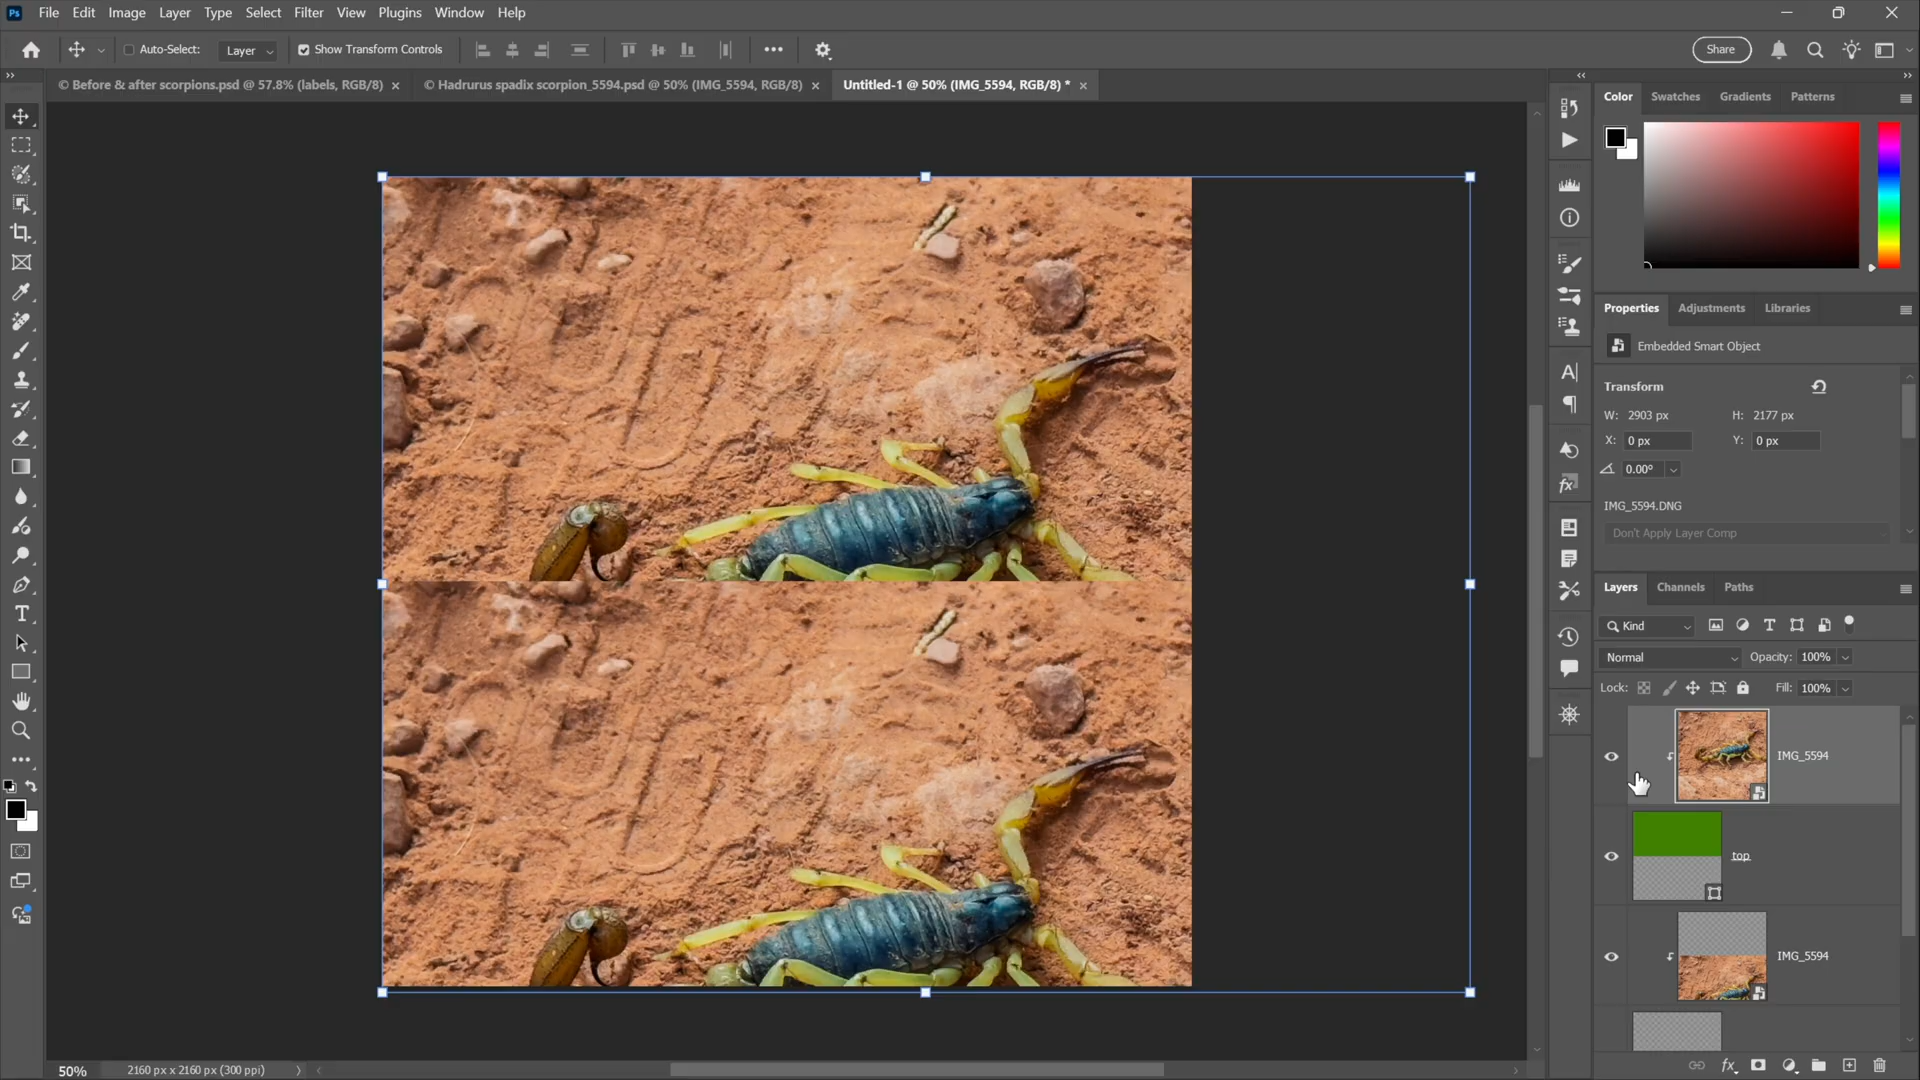 Ps File Edit Image Layer Type Select Filter View Plugins Window Help
Auto-Select: Layer Show Transform Controls Share
© Before & after scorpions.psd @ 57.8% (labels, RGB/8) × © Hadrurus spadix scorpion_5594.psd @ 50% (IMG_5594, RGB/8) × Untitled-1 @ 50% (IMG_5594, RGB/8) * ×
Color Swatches Gradients Patterns
Properties Adjustments Libraries
Embedded Smart Object
Transform
W: 2903 px H: 2177 px
X: 0 px Y: 0 px
0.00°
IMG_5594.DNG
Don't Apply Layer Comp
Layers Channels Paths
Kind
Normal Opacity: 100%
Lock: Fill: 100%
IMG_5594
top
IMG_5594
50% 2160 px x 2160 px (300 ppi)